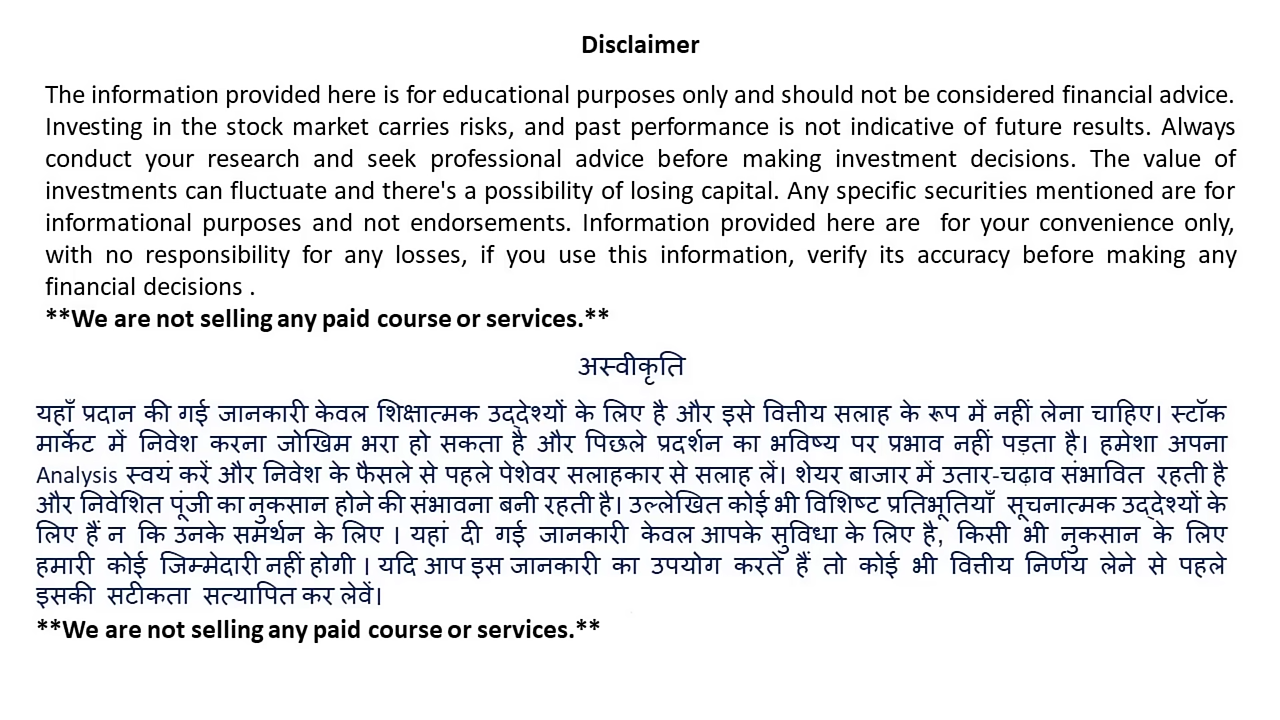 Disclaimer
The information provided here is for educational purposes only and should not be considered financial advice.
Investing in the stock market carries risks, and past performance is not indicative of future results. Always
conduct your research and seek professional advice before making investment decisions. The value of
investments can fluctuate and there's a possibility of losing capital. Any specific securities mentioned are for
informational purposes and not endorsements. Information provided here are for your convenience only,
with no responsibility for any losses, if you use this information, verify its accuracy before making any
financial decisions .
**We are not selling any paid course or services.**
अस्वीकृति
यहाँ प्रदान की गई जानकारी केवल शिक्षात्मक उद्देश्यों के लिए है और इसे वित्तीय सलाह के रूप में नहीं लेना चाहिए। स्टॉक
मार्केट में निवेश करना जोखिम भरा हो सकता है और पिछले प्रदर्शन का भविष्य पर प्रभाव नहीं पड़ता है। हमेशा अपना
Analysis स्वयं करें और निवेश के फैसले से पहले पेशेवर सलाहकार से सलाह लें। शेयर बाजार में उतार-चढ़ाव संभावित रहती है
और निवेशित पूंजी का नुकसान होने की संभावना बनी रहती है। उल्लेखित कोई भी विशिष्ट प्रतिभूतियाँ सूचनात्मक उद्देश्यों के
लिए हैं न कि उनके समर्थन के लिए । यहां दी गई जानकारी केवल आपके सुविधा के लिए है, किसी भी नुकसान के लिए
हमारी कोई जिम्मेदारी नहीं होगी । यदि आप इस जानकारी का उपयोग करते हैं तो कोई भी वित्तीय निर्णय लेने से पहले
इसकी सटीकता सत्यापित कर लेवें।
**We are not selling any paid course or services.**